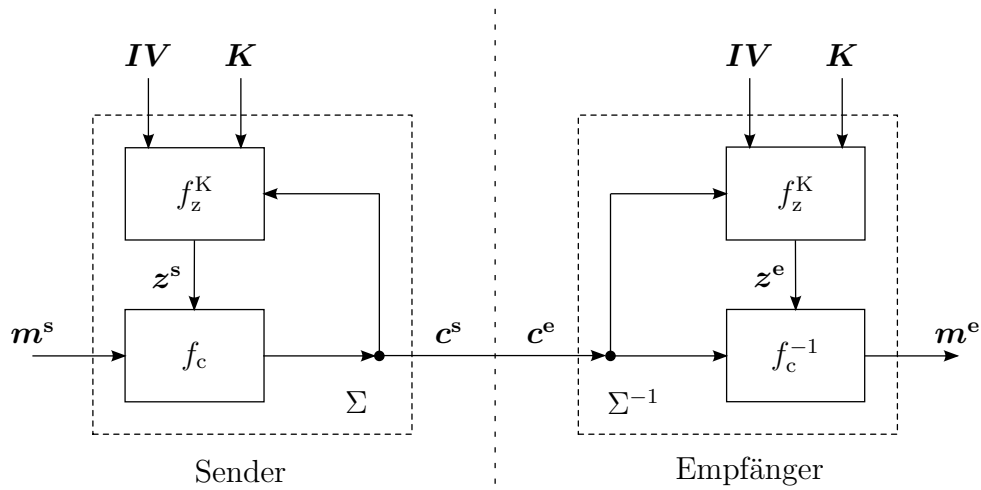 IV K IV K
f_z^K f_z^K
z^s z^e
m^s c^s c^e m^e
f_c f_c^{-1}
Σ Σ^{-1}
Sender Empfänger